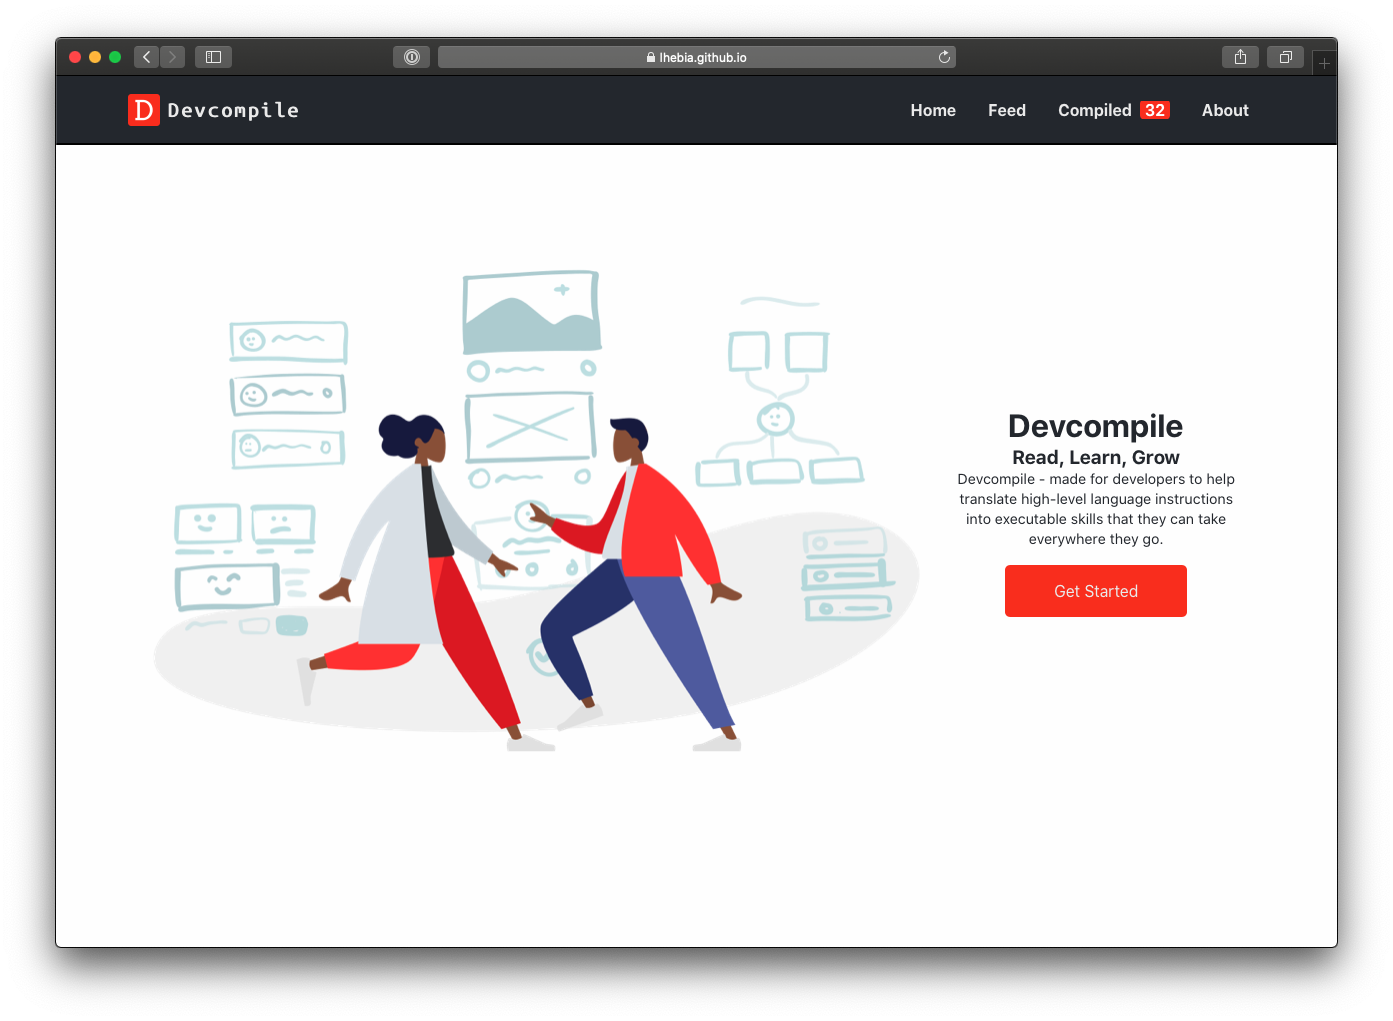 lhebia.github.io
D Devcompile
Home Feed Compiled 32 About
Devcompile
Read, Learn, Grow
Devcompile - made for developers to help
translate high-level language instructions
into executable skills that they can take
everywhere they go.
Get Started